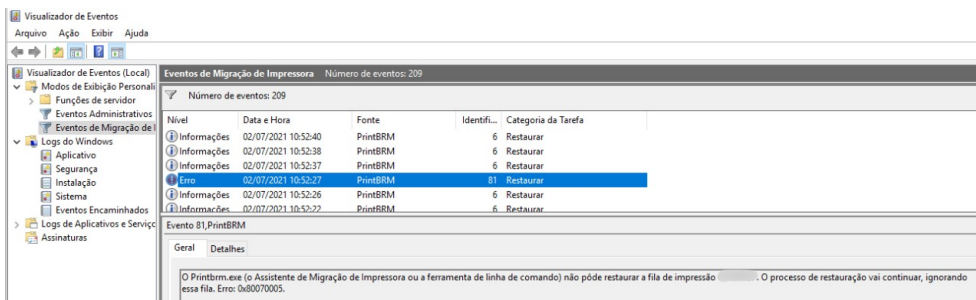 Visualizador de Eventos
Arquivo Ação Exibir Ajuda
Visualizador de Eventos (Local)
Modos de Exibição Personali
Funções de servidor
Eventos Administrativos
Eventos de Migração de I
Logs do Windows
Aplicativo
Segurança
Instalação
Sistema
Eventos Encaminhados
Logs de Aplicativos e Serviço
Assinaturas
Eventos de Migração de Impressora Número de eventos: 209
Número de eventos: 209
Nível Data e Hora Fonte Identifi... Categoria da Tarefa
Informações 02/07/2021 10:52:40 PrintBRM 6 Restaurar
Informações 02/07/2021 10:52:38 PrintBRM 6 Restaurar
Informações 02/07/2021 10:52:37 PrintBRM 6 Restaurar
Erro 02/07/2021 10:52:27 PrintBRM 81 Restaurar
Informações 02/07/2021 10:52:26 PrintBRM 6 Restaurar
Informações 02/07/2021 10:52:22 PrintBRM 6 Restaurar
Evento 81,PrintBRM
Geral Detalhes
O Printbrm.exe (o Assistente de Migração de Impressora ou a ferramenta de linha de comando) não pôde restaurar a fila de impressão . O processo de restauração vai continuar, ignorando
essa fila. Erro: 0x80070005.